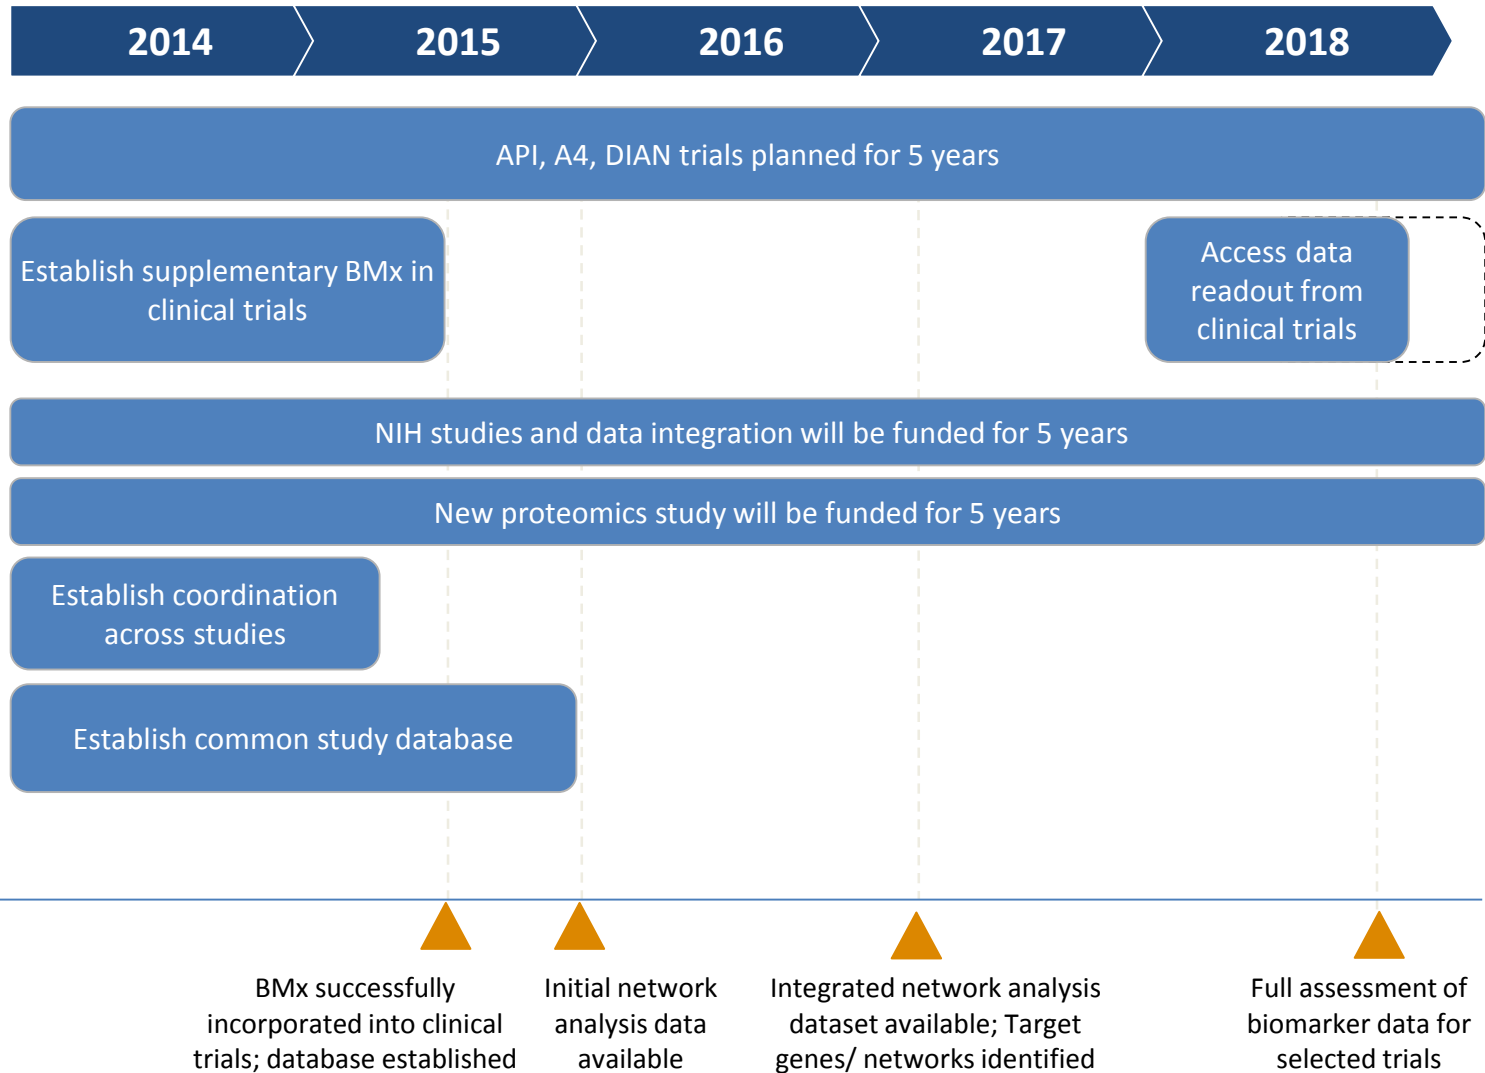 2014
2015
2016
2017
2018
API, A4, DIAN trials planned for 5 years
Establish supplementary BMx in
clinical trials
Access data
readout from
clinical trials
NIH studies and data integration will be funded for 5 years
New proteomics study will be funded for 5 years
Establish coordination
across studies
Establish common study database
BMx successfully
incorporated into clinical
trials; database established
Initial network
analysis data
available
Integrated network analysis
dataset available; Target
genes/ networks identified
Full assessment of
biomarker data for
selected trials